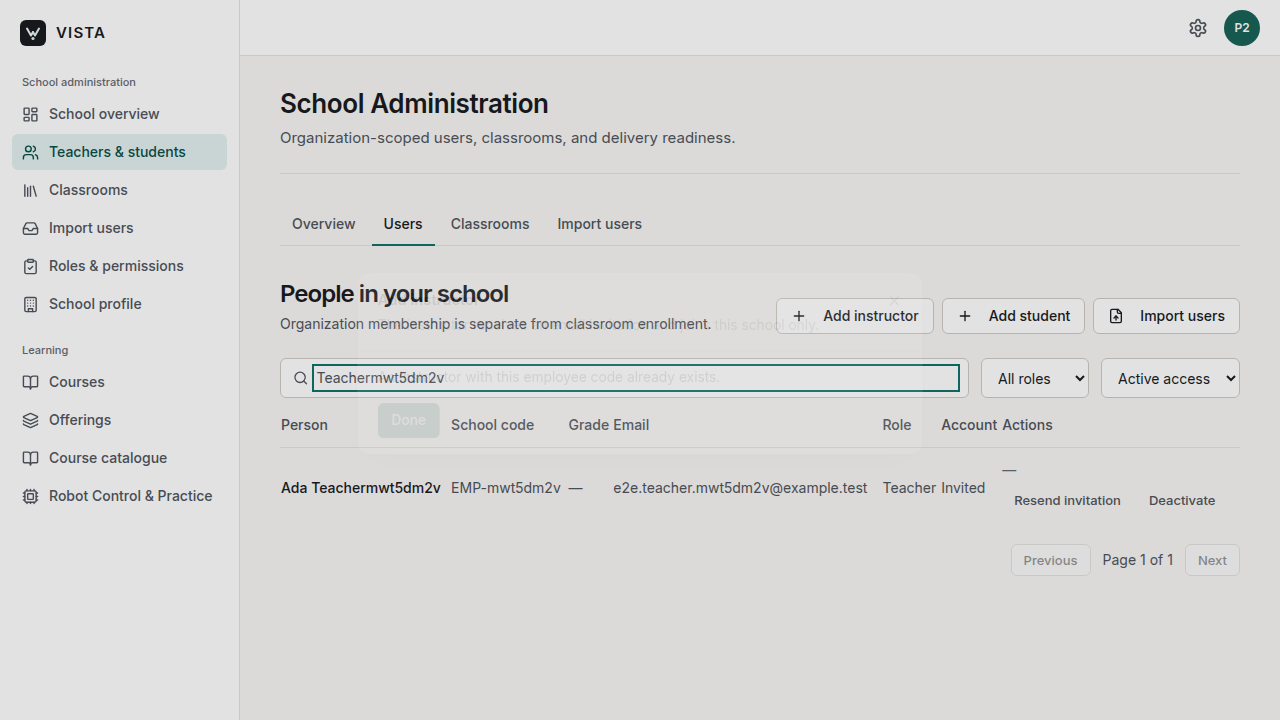 VISTA
P2
School administration
School overview
Teachers & students
Classrooms
Import users
Roles & permissions
School profile
Learning
Courses
Offerings
Course catalogue
Robot Control & Practice
School Administration
Organization-scoped users, classrooms, and delivery readiness.
Overview Users Classrooms Import users
People in your school
Organization membership is separate from classroom enrollment.
Add instructor Add student Import users
this school only.
Teachermwt5dm2v All roles Active access
with this employee code already exists.
Done
Person School code Grade Email Role Account Actions
Ada Teachermwt5dm2v EMP-mwt5dm2v — e2e.teacher.mwt5dm2v@example.test Teacher Invited —
Resend invitation Deactivate
Previous Page 1 of 1 Next